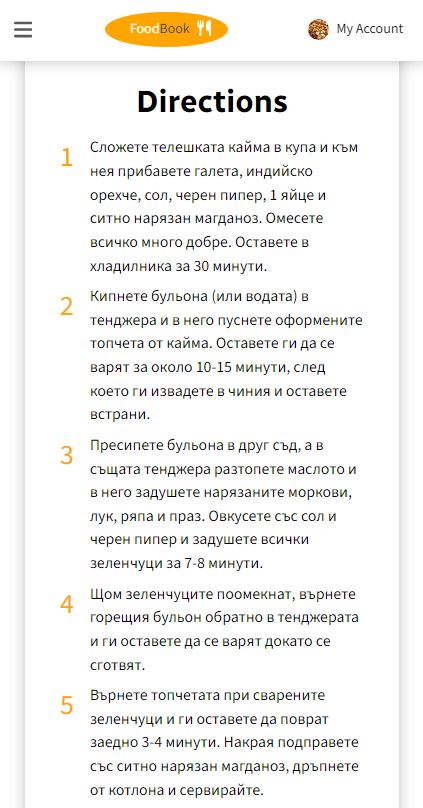 FoodBook
My Account
Directions
1
Сложете телешката кайма в купа и към
нея прибавете галета, индийско
орехче, сол, черен пипер, 1 яйце и
ситно нарязан магданоз. Омесете
всичко много добре. Оставете в
хладилника за 30 минути.
2
Кипнете бульона (или водата) в
тенджера и в него пуснете оформените
топчета от кайма. Оставете ги да се
варят за около 10-15 минути, след
което ги извадете в чиния и оставете
встрани.
3
Пресипете бульона в друг съд, а в
същата тенджера разтопете маслото и
в него задушете нарязаните моркови,
лук, ряпа и праз. Овкусете със сол и
черен пипер и задушете всички
зеленчуци за 7-8 минути.
4
Щом зеленчуците поомекнат, върнете
горещия бульон обратно в тенджерата
и ги оставете да се варят докато се
сготвят.
5
Върнете топчетата при сварените
зеленчуци и ги оставете да поврат
заедно 3-4 минути. Накрая подправете
със ситно нарязан магданоз, дръпнете
от котлона и сервирайте.